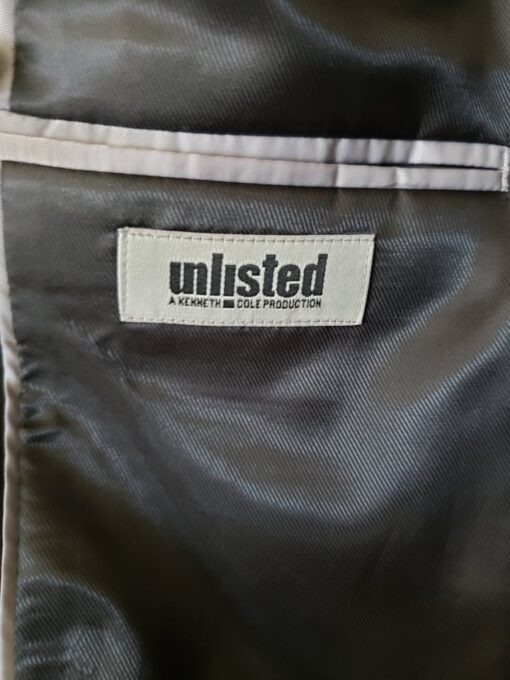 unlisted
A KENNETH COLE PRODUCTION